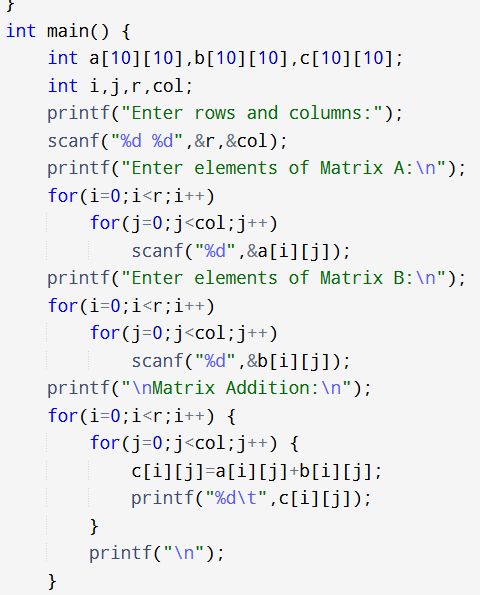 }
int main() {
    int a[10][10],b[10][10],c[10][10];
    int i,j,r,col;
    printf("Enter rows and columns:");
    scanf("%d %d",&r,&col);
    printf("Enter elements of Matrix A:\n");
    for(i=0;i<r;i++)
        for(j=0;j<col;j++)
            scanf("%d",&a[i][j]);
    printf("Enter elements of Matrix B:\n");
    for(i=0;i<r;i++)
        for(j=0;j<col;j++)
            scanf("%d",&b[i][j]);
    printf("\nMatrix Addition:\n");
    for(i=0;i<r;i++) {
        for(j=0;j<col;j++) {
            c[i][j]=a[i][j]+b[i][j];
            printf("%d\t",c[i][j]);
        }
        printf("\n");
    }